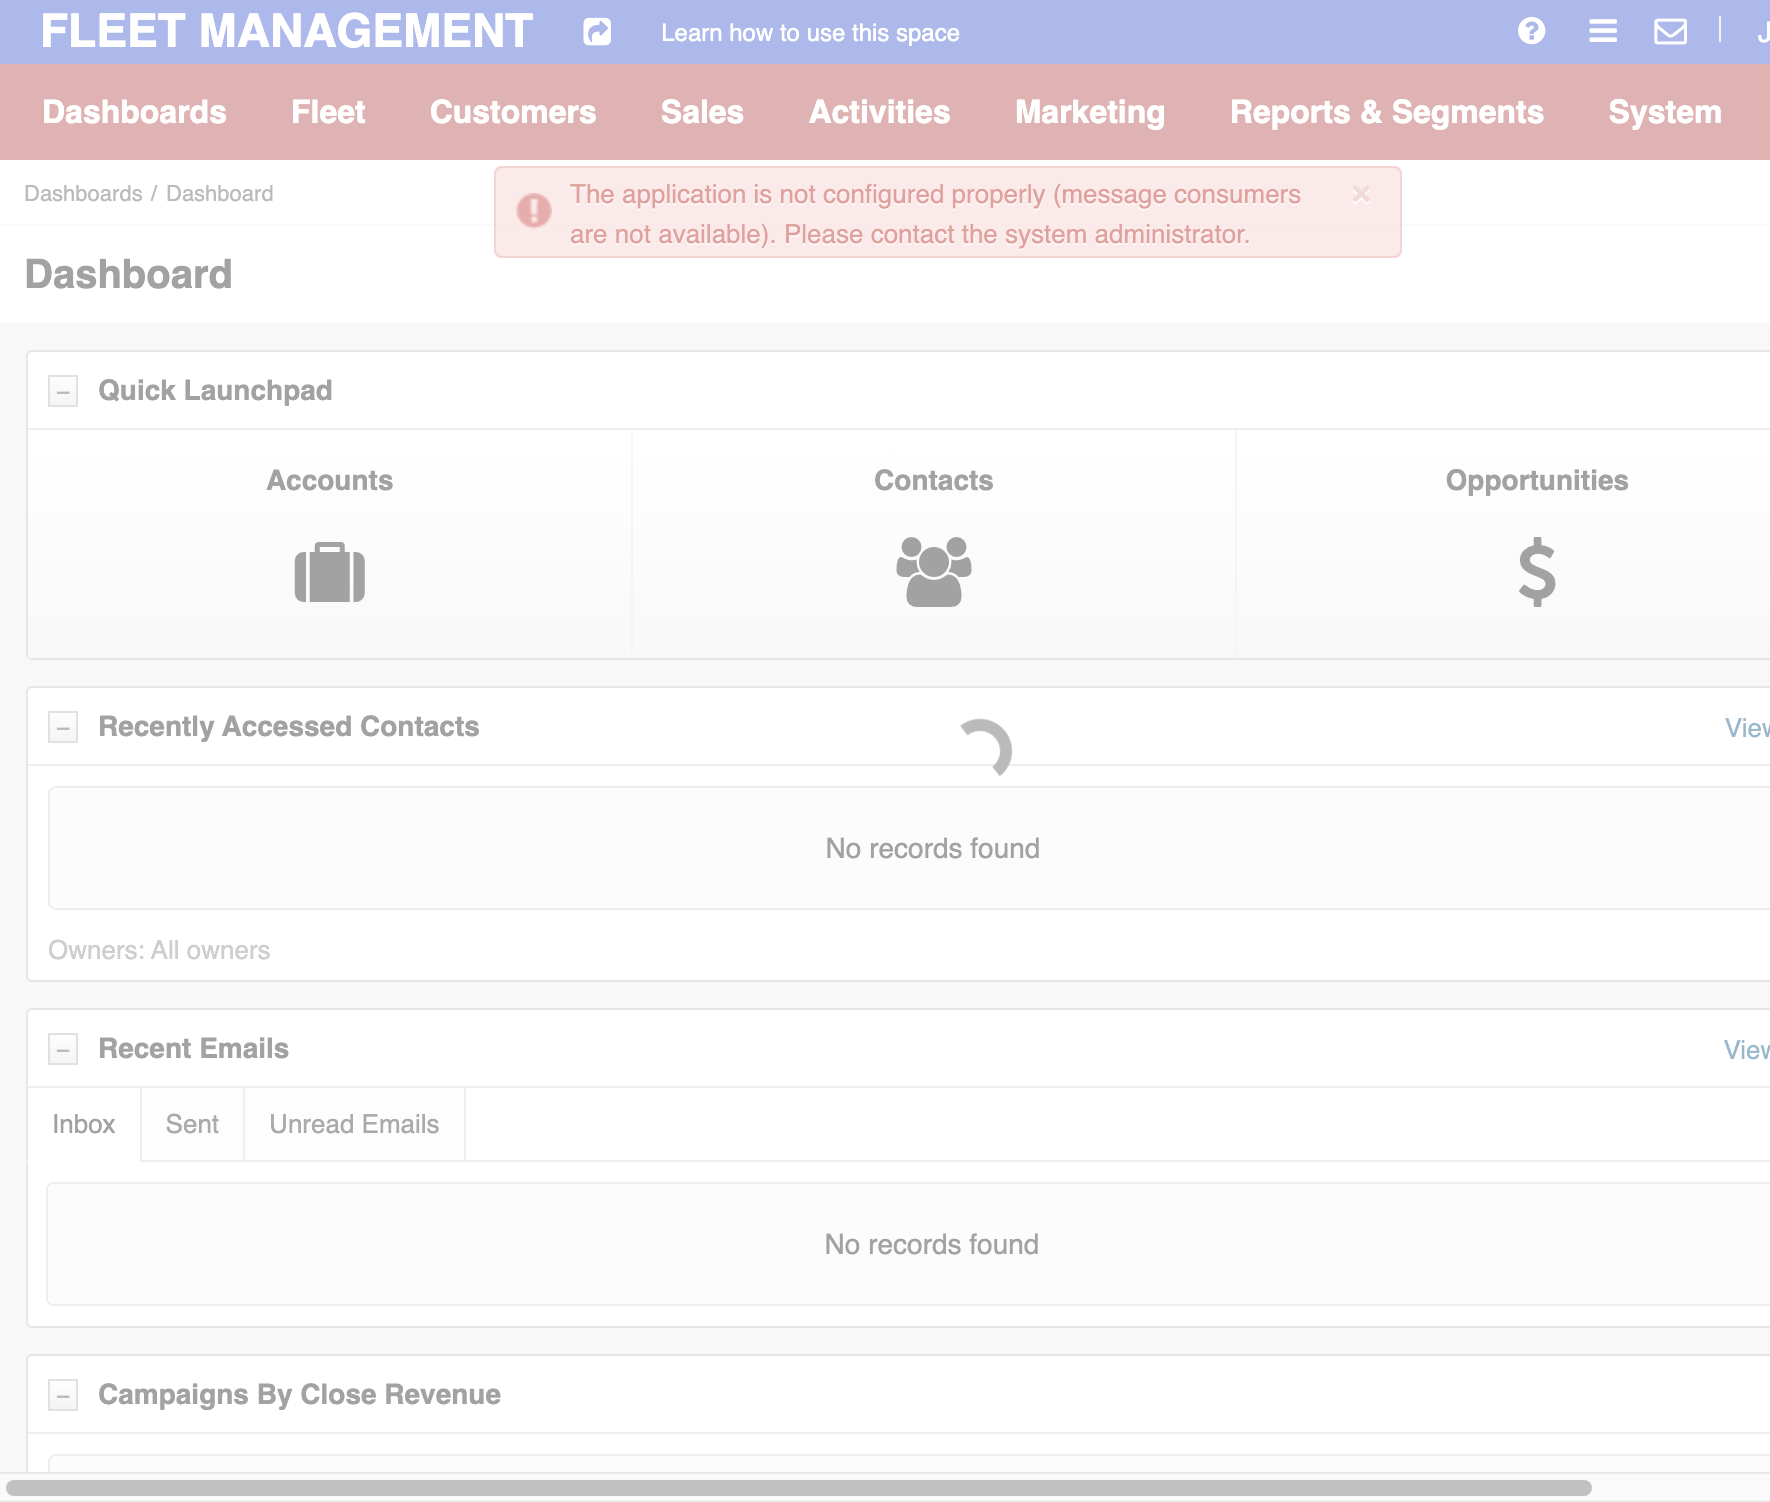 FLEET MANAGEMENT
Learn how to use this space
Dashboards Fleet Customers Sales Activities Marketing Reports & Segments System
Dashboards / Dashboard
The application is not configured properly (message consumers
are not available). Please contact the system administrator.
Dashboard
Quick Launchpad
Accounts
Contacts
Opportunities
Recently Accessed Contacts
View
No records found
Owners: All owners
Recent Emails
View
Inbox Sent Unread Emails
No records found
Campaigns By Close Revenue